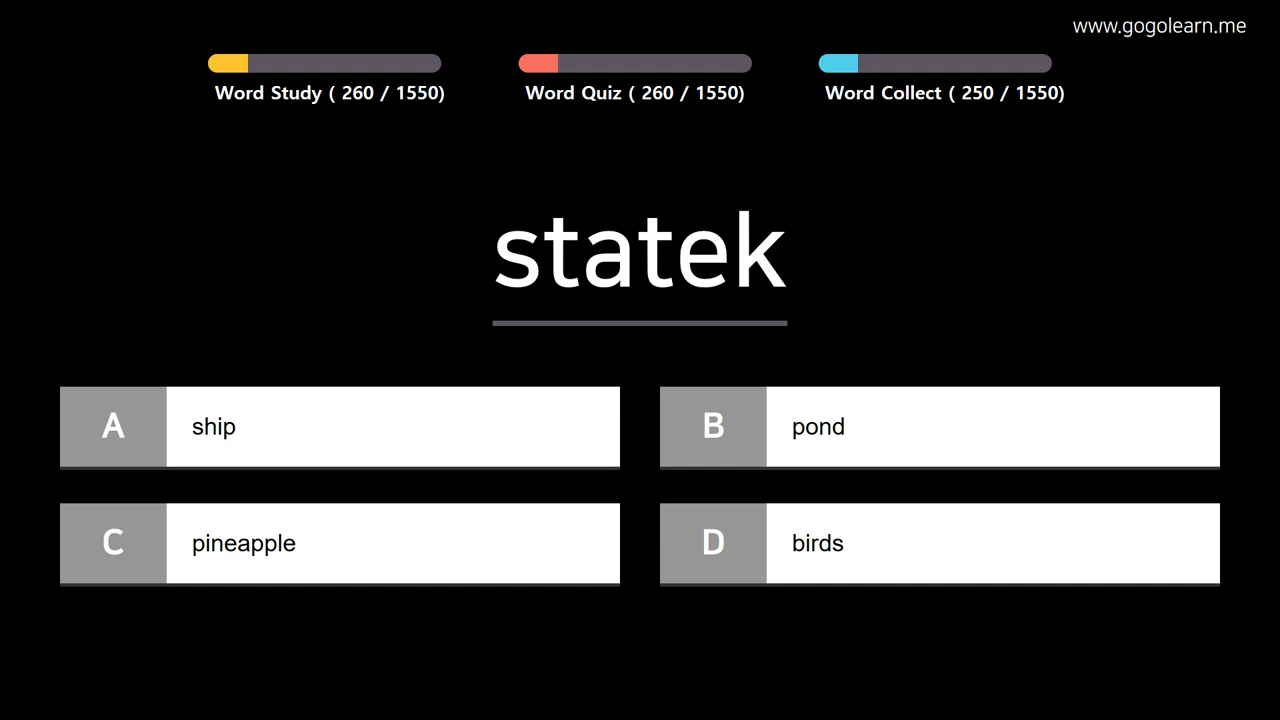 www.gogolearn.me
Word Study ( 260 / 1550)
Word Quiz ( 260 / 1550)
Word Collect ( 250 / 1550)
statek
A ship
B pond
C pineapple
D birds